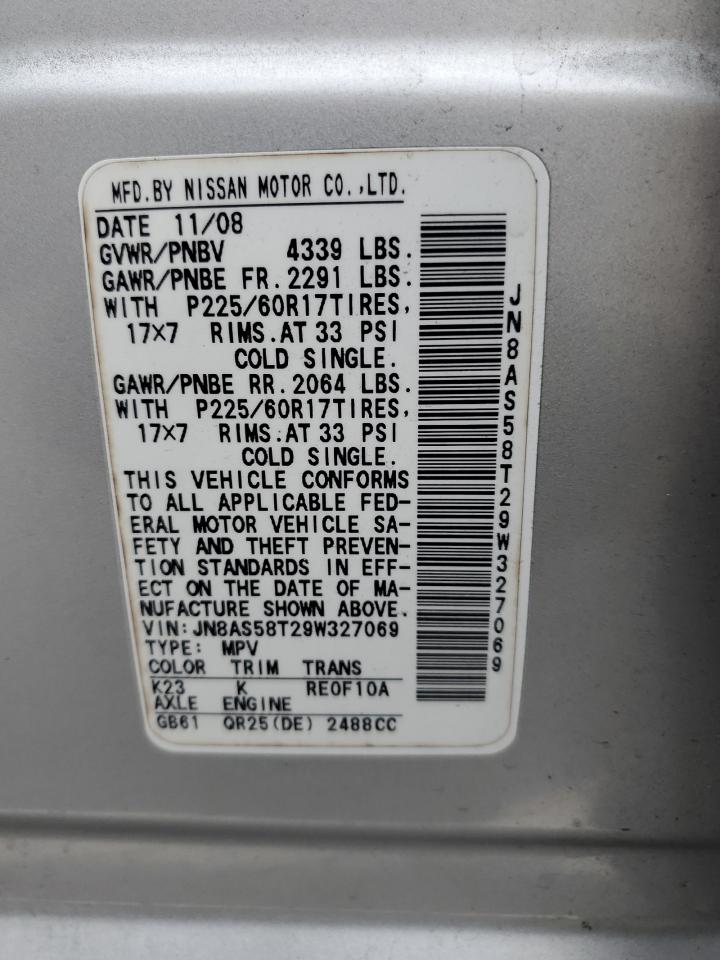 MFD.BY NISSAN MOTOR CO.,LTD.
DATE 11/08
GVWR/PNBV 4339 LBS.
GAWR/PNBE FR.2291 LBS.
WITH P225/60R17TIRES,
17×7 RIMS.AT 33 PSI
COLD SINGLE.
GAWR/PNBE RR.2064 LBS.
WITH P225/60R17TIRES,
17×7 RIMS.AT 33 PSI
COLD SINGLE.
THIS VEHICLE CONFORMS
TO ALL APPLICABLE FED-
ERAL MOTOR VEHICLE SA-
FETY AND THEFT PREVEN-
TION STANDARDS IN EFF-
ECT ON THE DATE OF MA-
NUFACTURE SHOWN ABOVE.
VIN:JN8AS58T29W327069
TYPE: MPV
COLOR TRIM TRANS
K23 K RE0F10A
AXLE ENGINE
GB61 QR25(DE) 2488CC
JN8AS58T29W327069